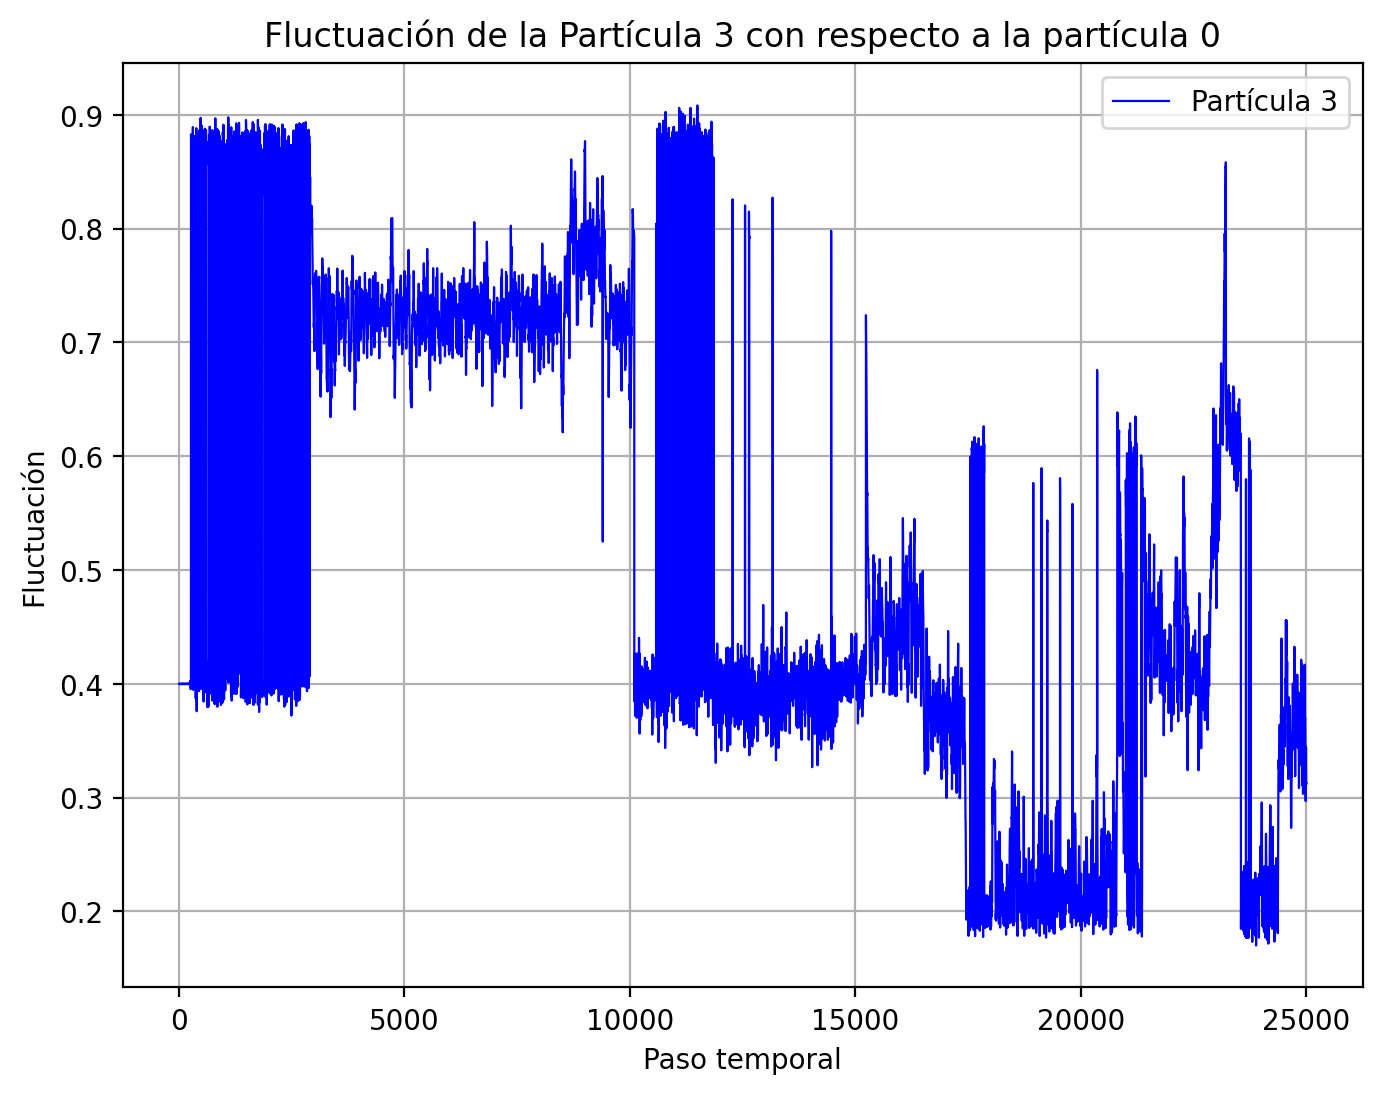 Fluctuación de la Partícula 3 con respecto a la partícula 0
Partícula 3
0.9
0.8
0.7
0.6
0.5
0.4
0.3
0.2
Fluctuación
0 5000 10000 15000 20000 25000
Paso temporal